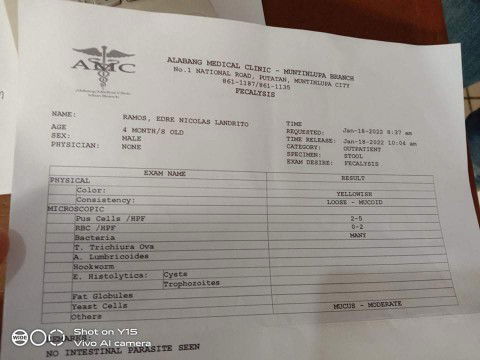 AMC
ALABANG MEDICAL CLINIC - MUNTINLUPA BRANCH
No.1 NATIONAL ROAD, PUTATAN, MUNTINLUPA CITY
861-1187/861-1135
FECALYSIS
NAME: RAMOS, EDRE NICOLAS LANDRITO
AGE 4 MONTH/S OLD
SEX: MALE
PHYSICIAN: NONE
TIME
REQUESTED: Jan-18-2022 8:37 am
TIME RELEASE: Jan-18-2022 10:04 am
CATEGORY: OUTPATIENT
SPECIMEN: STOOL
EXAM DESIRE: FECALYSIS
EXAM NAME RESULT
PHYSICAL
Color: YELLOWISH
Consistency: LOOSE - MUCOID
MICROSCOPIC
Pus Cells /HPF 2-5
RBC /HPF 0-2
Bacteria MANY
T. Trichiura Ova
A. Lumbricoides
Hookworm
E. Histolytica: Cysts
Trophozoites
Fat Globules
Yeast Cells
Others MUCUS - MODERATE
REMARKS:
NO INTESTINAL PARASITE SEEN
WIDE
Shot on Y15
Vivo AI camera